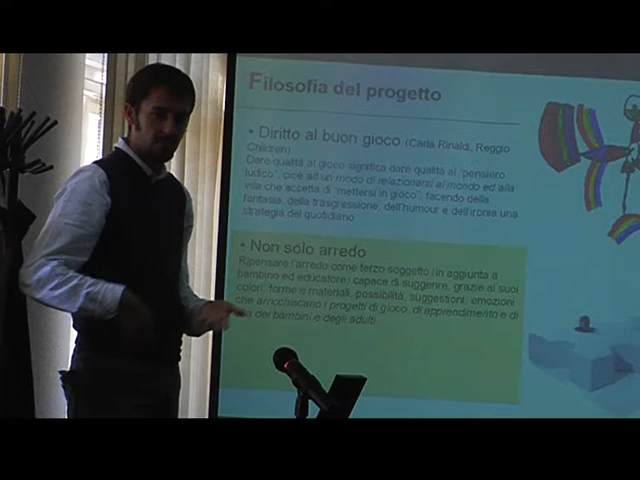 Filosofia del progetto
• Diritto al buon gioco (Carla Rinaldi, Reggio
Children)
Dare qualità al gioco significa dare qualità al "pensiero
ludico", cioè ad un modo di relazionarsi al mondo ed alla
vita che accetta di "mettersi in gioco", facendo della
fantasia, della trasgressione, dell'humour e dell'ironia una
strategia del quotidiano
• Non solo arredo
Ripensare l'arredo come terzo soggetto (in aggiunta a
bambino ed educatore) capace di suggerire, grazie ai suoi
colori, forme e materiali, possibilità, suggestioni, emozioni
che arricchiscano i progetti di gioco, di apprendimento e di
dei bambini e degli adulti